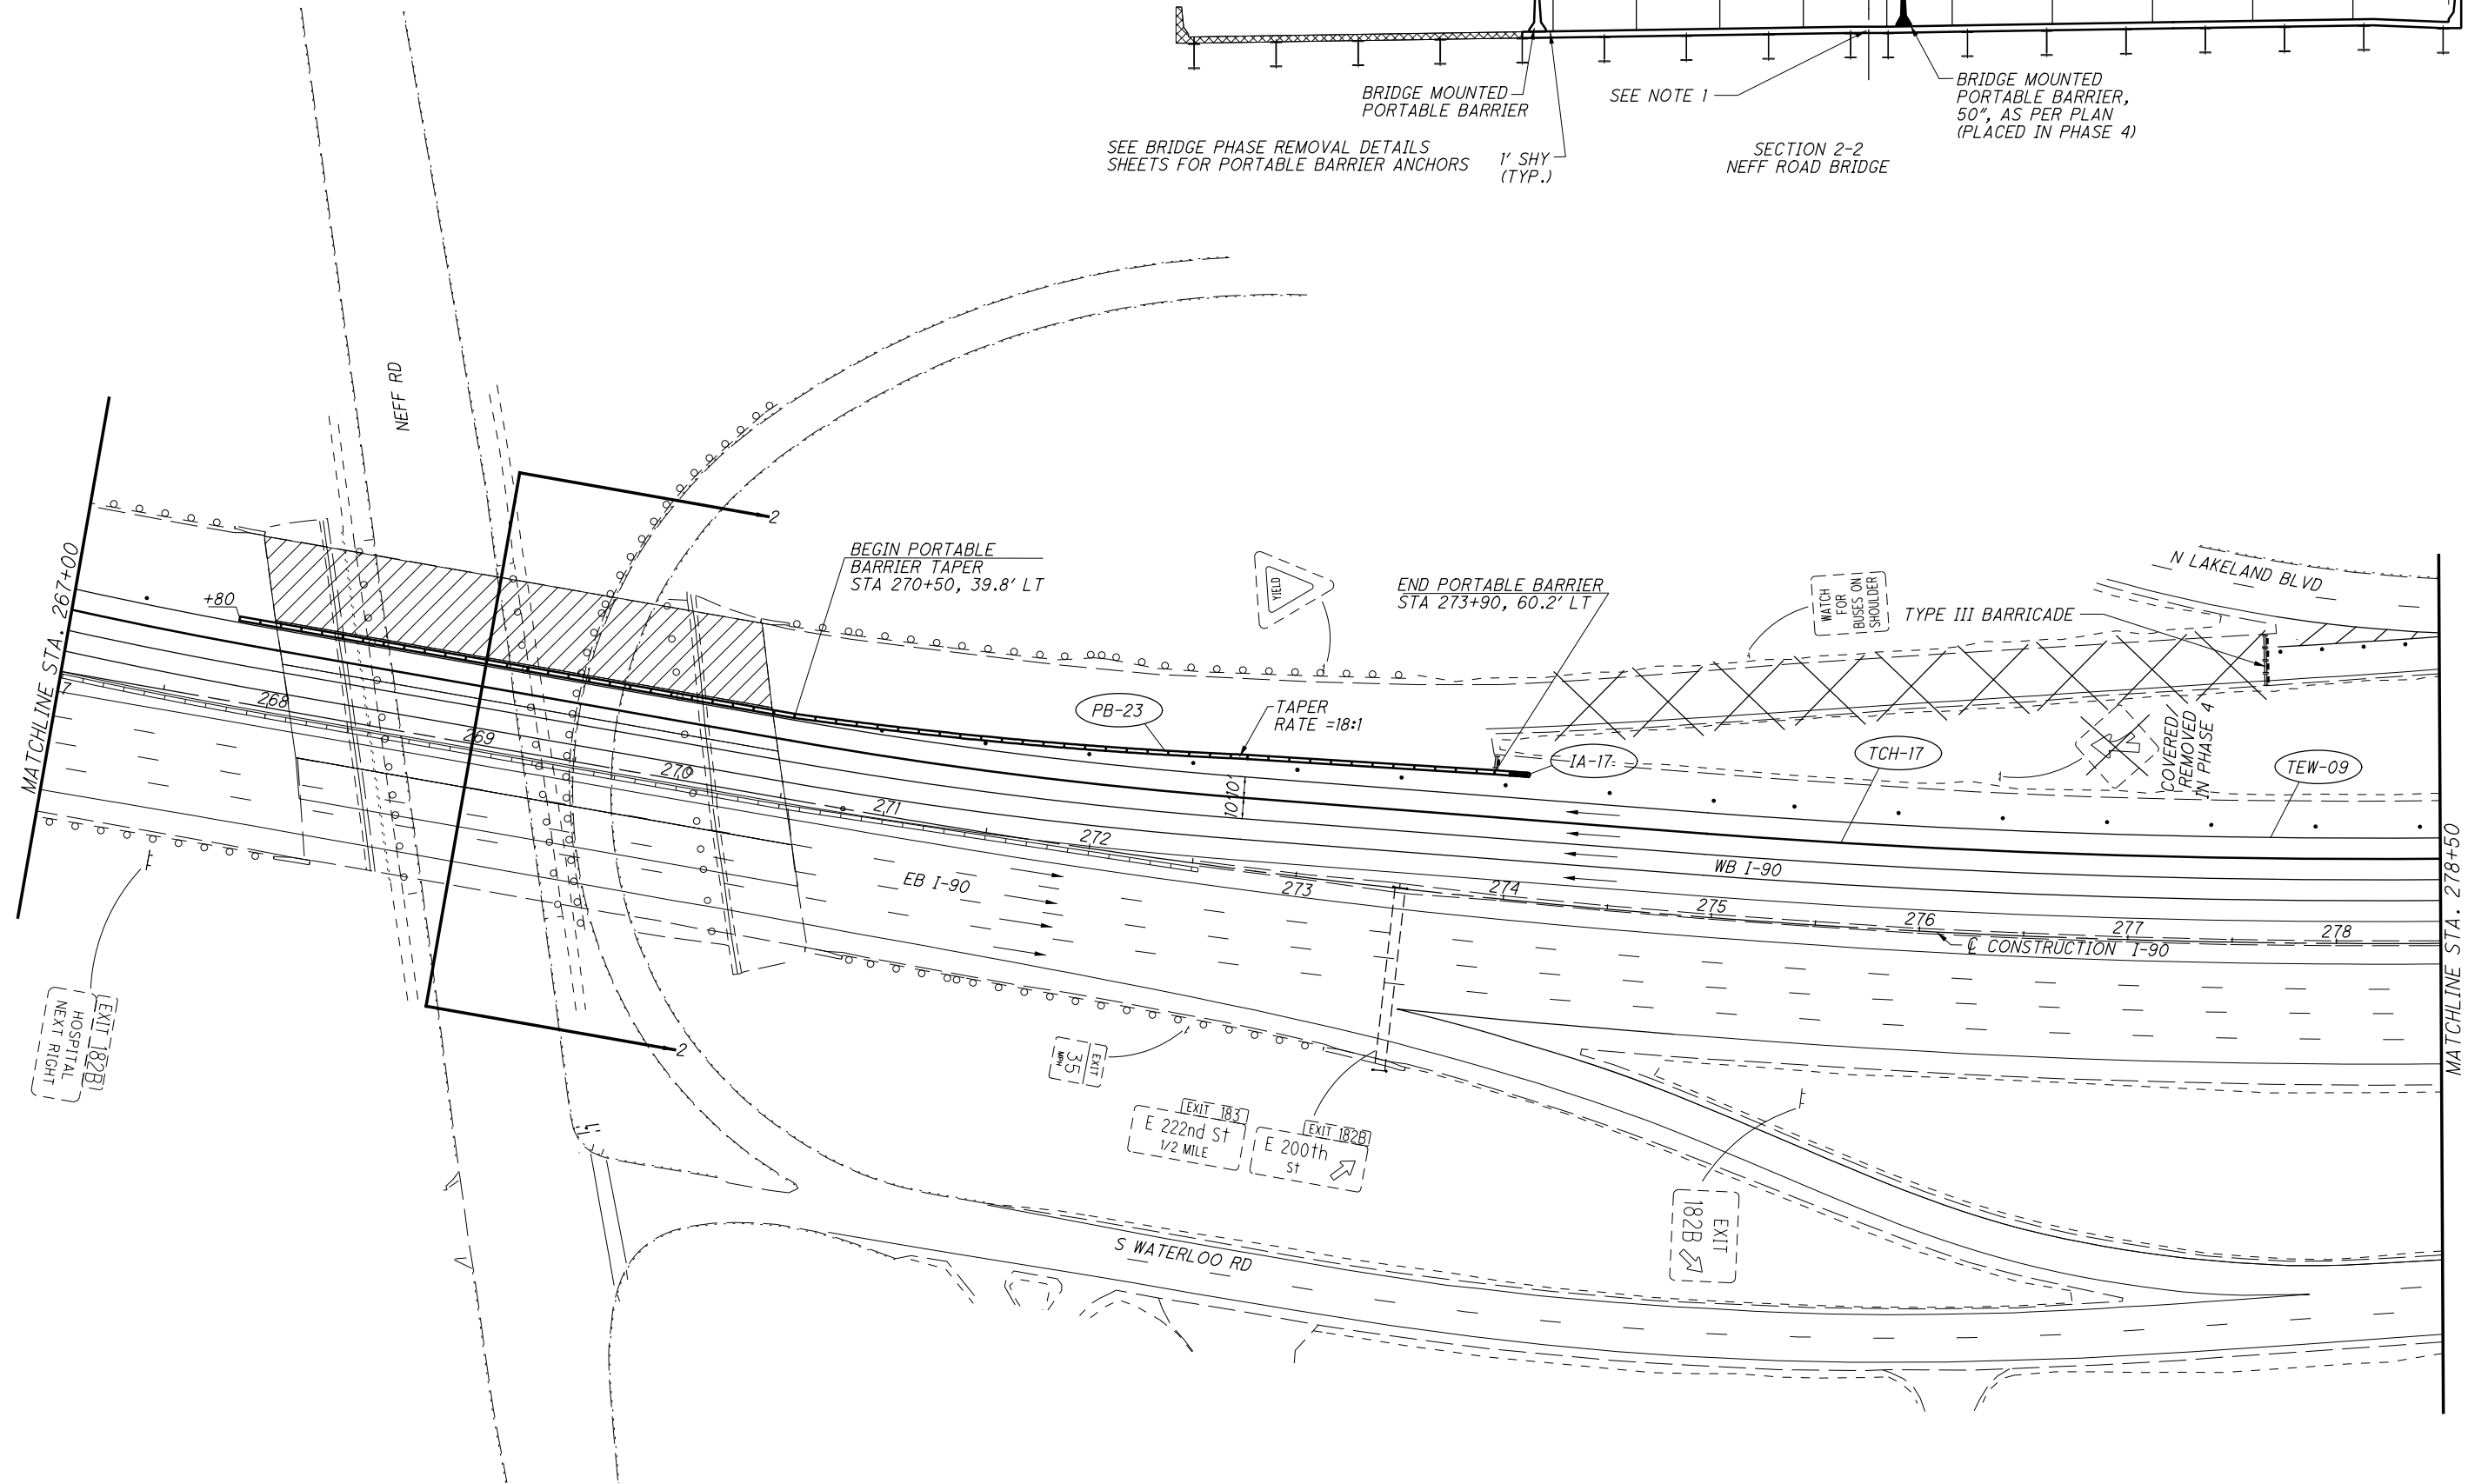 BRIDGE MOUNTED
PORTABLE BARRIER
SEE NOTE 1
BRIDGE MOUNTED
PORTABLE BARRIER,
50", AS PER PLAN
(PLACED IN PHASE 4)
SEE BRIDGE PHASE REMOVAL DETAILS
SHEETS FOR PORTABLE BARRIER ANCHORS
1' SHY
(TYP.)
SECTION 2-2
NEFF ROAD BRIDGE
NEFF RD
2
MATCHLINE STA. 267+00
+80
BEGIN PORTABLE
BARRIER TAPER
STA 270+50, 39.8' LT
YIELD
END PORTABLE BARRIER
STA 273+90, 60.2' LT
WATCH
FOR
BUSES ON
SHOULDER
N LAKELAND BLVD
TYPE III BARRICADE
PB-23
TAPER
RATE =18:1
IA-17
TCH-17
COVERED/
REMOVED
IN PHASE 4
TEW-09
10'
10'
7
268
269
270
271
272
273
274
275
276
277
278
EB I-90
WB I-90
℄ CONSTRUCTION I-90
MATCHLINE STA. 278+50
2
EXIT 182B
HOSPITAL
NEXT RIGHT
EXIT
35
MPH
EXIT 183
E 222nd St
1/2 MILE
EXIT 182B
E 200th
St
EXIT
182B
S WATERLOO RD